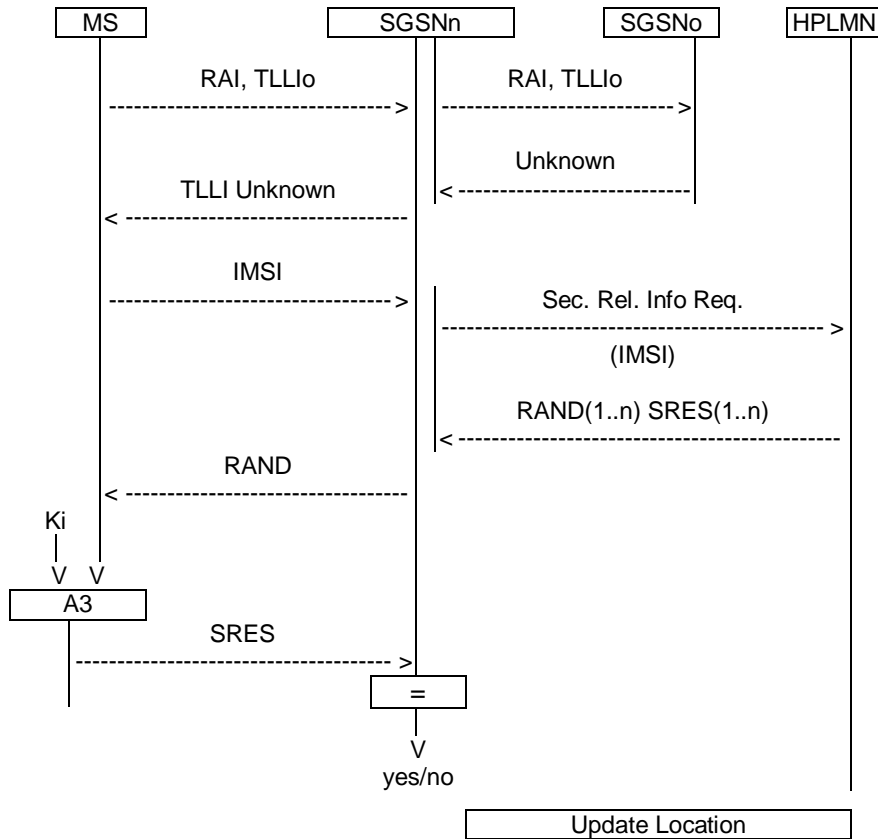 MS SGSNn SGSNo HPLMN
RAI, TLLIo RAI, TLLIo
Unknown
TLLI Unknown
IMSI
Sec. Rel. Info Req.
(IMSI)
RAND(1..n) SRES(1..n)
RAND
Ki
V V
A3
SRES
=
V
yes/no
Update Location